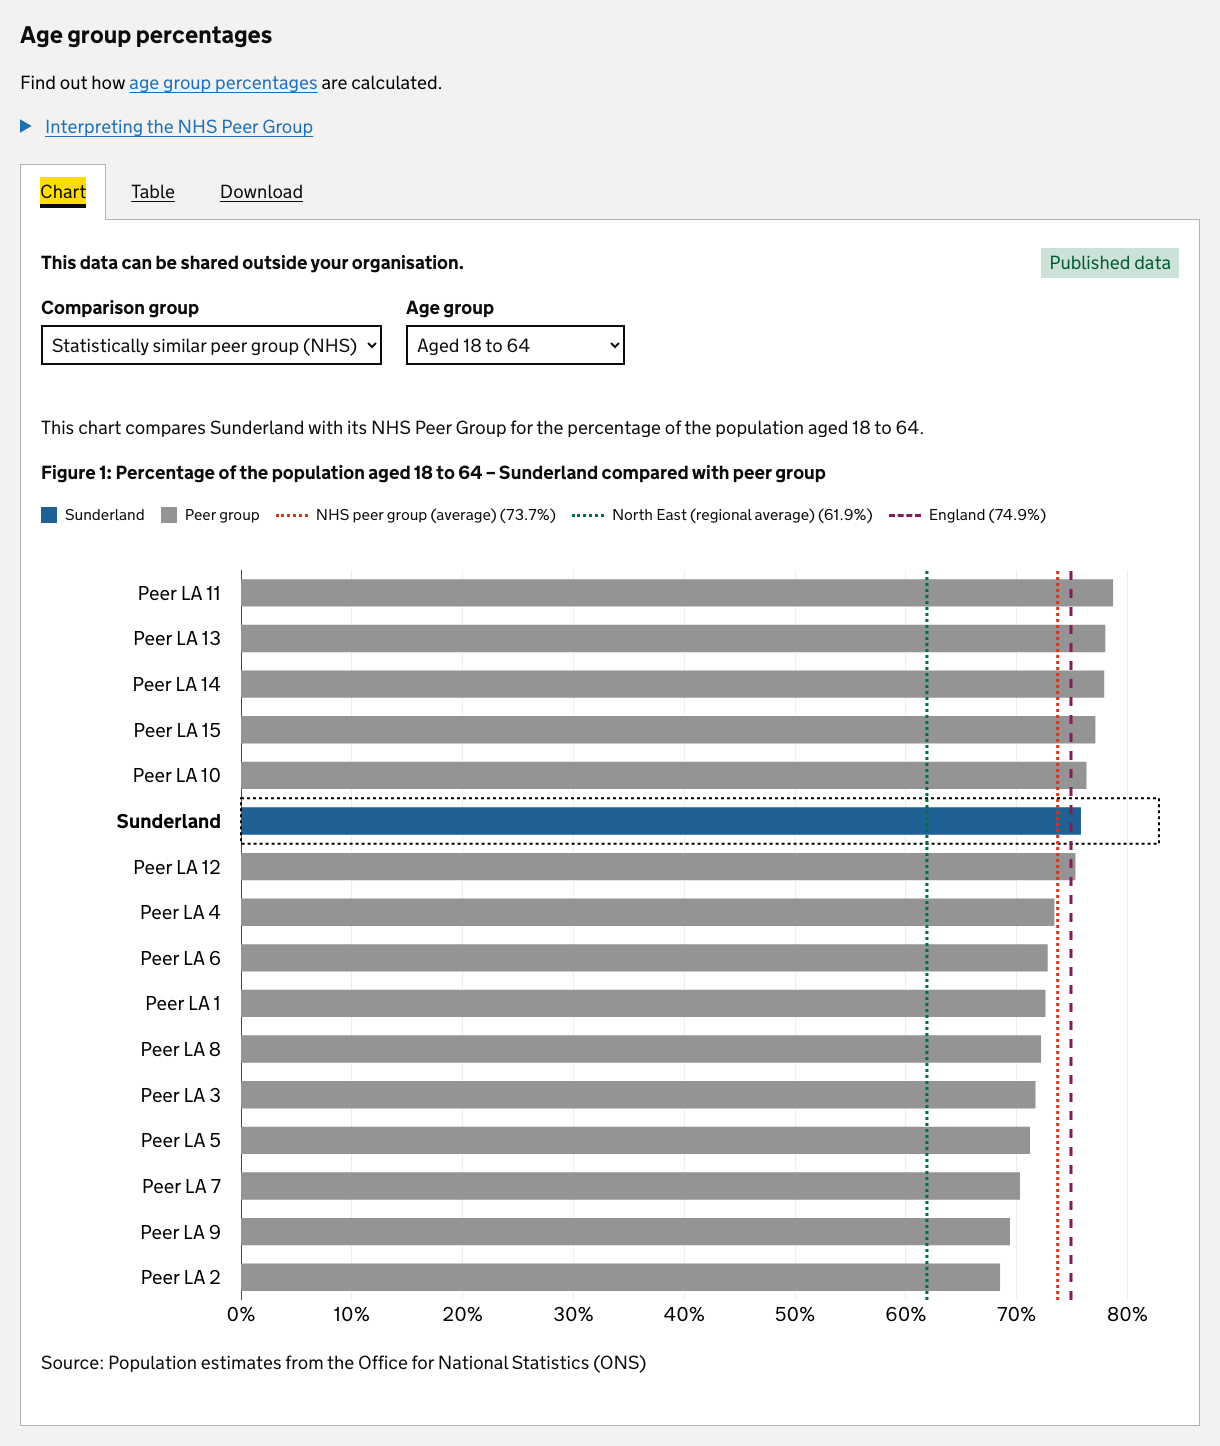 Age group percentages
Find out how age group percentages are calculated.
Interpreting the NHS Peer Group
Chart Table Download
This data can be shared outside your organisation. Published data
Comparison group Age group
Statistically similar peer group (NHS) Aged 18 to 64
This chart compares Sunderland with its NHS Peer Group for the percentage of the population aged 18 to 64.
Figure 1: Percentage of the population aged 18 to 64 – Sunderland compared with peer group
Sunderland Peer group NHS peer group (average) (73.7%) North East (regional average) (61.9%) England (74.9%)
Peer LA 11
Peer LA 13
Peer LA 14
Peer LA 15
Peer LA 10
Sunderland
Peer LA 12
Peer LA 4
Peer LA 6
Peer LA 1
Peer LA 8
Peer LA 3
Peer LA 5
Peer LA 7
Peer LA 9
Peer LA 2
0% 10% 20% 30% 40% 50% 60% 70% 80%
Source: Population estimates from the Office for National Statistics (ONS)